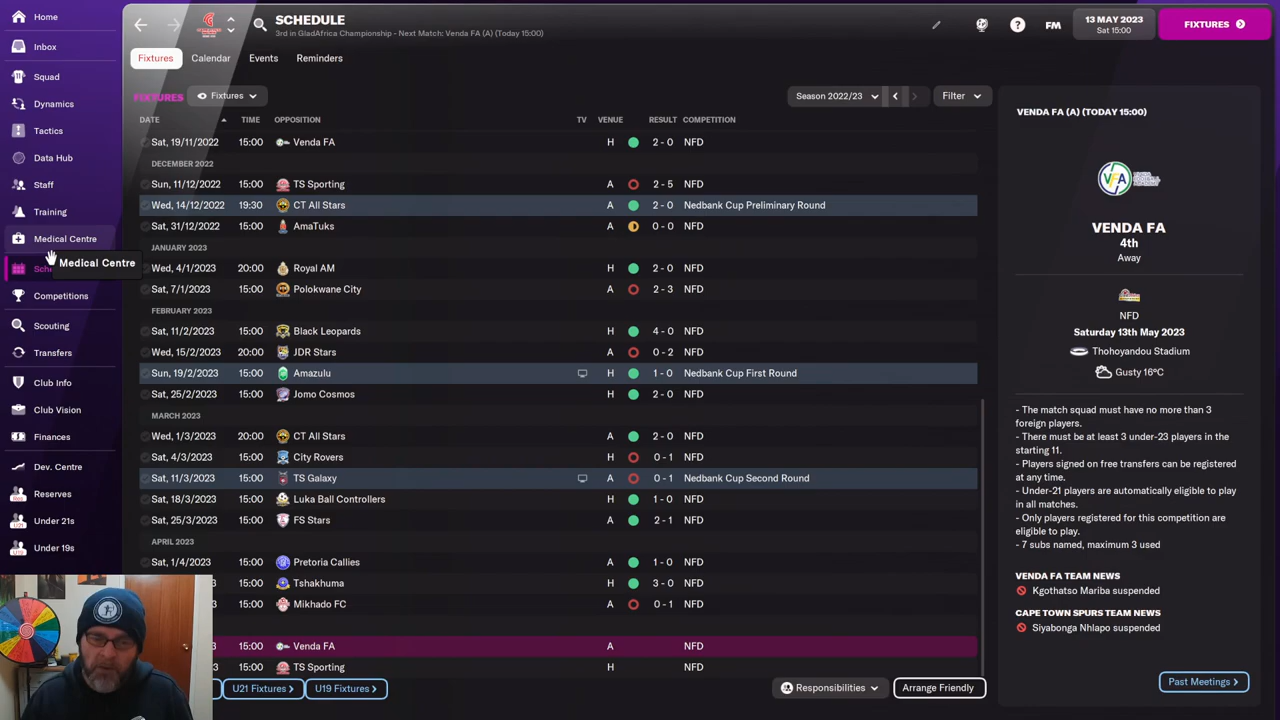 Home
SCHEDULE
3rd in GladAfrica Championship - Next Match: Venda FA (A) (Today 15:00)
FM
13 MAY 2023
Sat 15:00
FIXTURES
Inbox
Squad
Dynamics
Tactics
Data Hub
Staff
Training
Medical Centre
Medical Centre
Sch
Competitions
Scouting
Transfers
Club Info
Club Vision
Finances
Dev. Centre
Reserves
Under 21s
Under 19s
Fixtures Calendar Events Reminders
FIXTURES Fixtures Season 2022/23 Filter
DATE TIME OPPOSITION TV VENUE RESULT COMPETITION
Sat, 19/11/2022 15:00 Venda FA H 2 - 0 NFD
DECEMBER 2022
Sun, 11/12/2022 15:00 TS Sporting A 2 - 5 NFD
Wed, 14/12/2022 19:30 CT All Stars A 2 - 0 Nedbank Cup Preliminary Round
Sat, 31/12/2022 15:00 AmaTuks A 0 - 0 NFD
JANUARY 2023
Wed, 4/1/2023 20:00 Royal AM H 2 - 0 NFD
Sat, 7/1/2023 15:00 Polokwane City A 2 - 3 NFD
FEBRUARY 2023
Sat, 11/2/2023 15:00 Black Leopards H 4 - 0 NFD
Wed, 15/2/2023 20:00 JDR Stars A 0 - 2 NFD
Sun, 19/2/2023 15:00 Amazulu H 1 - 0 Nedbank Cup First Round
Sat, 25/2/2023 15:00 Jomo Cosmos H 2 - 0 NFD
MARCH 2023
Wed, 1/3/2023 20:00 CT All Stars A 2 - 0 NFD
Sat, 4/3/2023 15:00 City Rovers H 0 - 1 NFD
Sat, 11/3/2023 15:00 TS Galaxy A 0 - 1 Nedbank Cup Second Round
Sat, 18/3/2023 15:00 Luka Ball Controllers H 1 - 0 NFD
Sat, 25/3/2023 15:00 FS Stars A 2 - 1 NFD
APRIL 2023
Sat, 1/4/2023 15:00 Pretoria Callies A 1 - 0 NFD
3 15:00 Tshakhuma H 3 - 0 NFD
3 15:00 Mikhado FC A 0 - 1 NFD
3 15:00 Venda FA A NFD
15:00 TS Sporting H NFD
U21 Fixtures > U19 Fixtures > Responsibilities Arrange Friendly
VENDA FA (A) (TODAY 15:00)
VFA
VENDA FA
4th
Away
NFD
Saturday 13th May 2023
Thohoyandou Stadium
Gusty 16°C
- The match squad must have no more than 3
foreign players.
- There must be at least 3 under-23 players in the
starting 11.
- Players signed on free transfers can be registered
at any time.
- Under-21 players are automatically eligible to play
in all matches.
- Only players registered for this competition are
eligible to play.
- 7 subs named, maximum 3 used
VENDA FA TEAM NEWS
Kgothatso Mariba suspended
CAPE TOWN SPURS TEAM NEWS
Siyabonga Nhlapo suspended
Past Meetings >